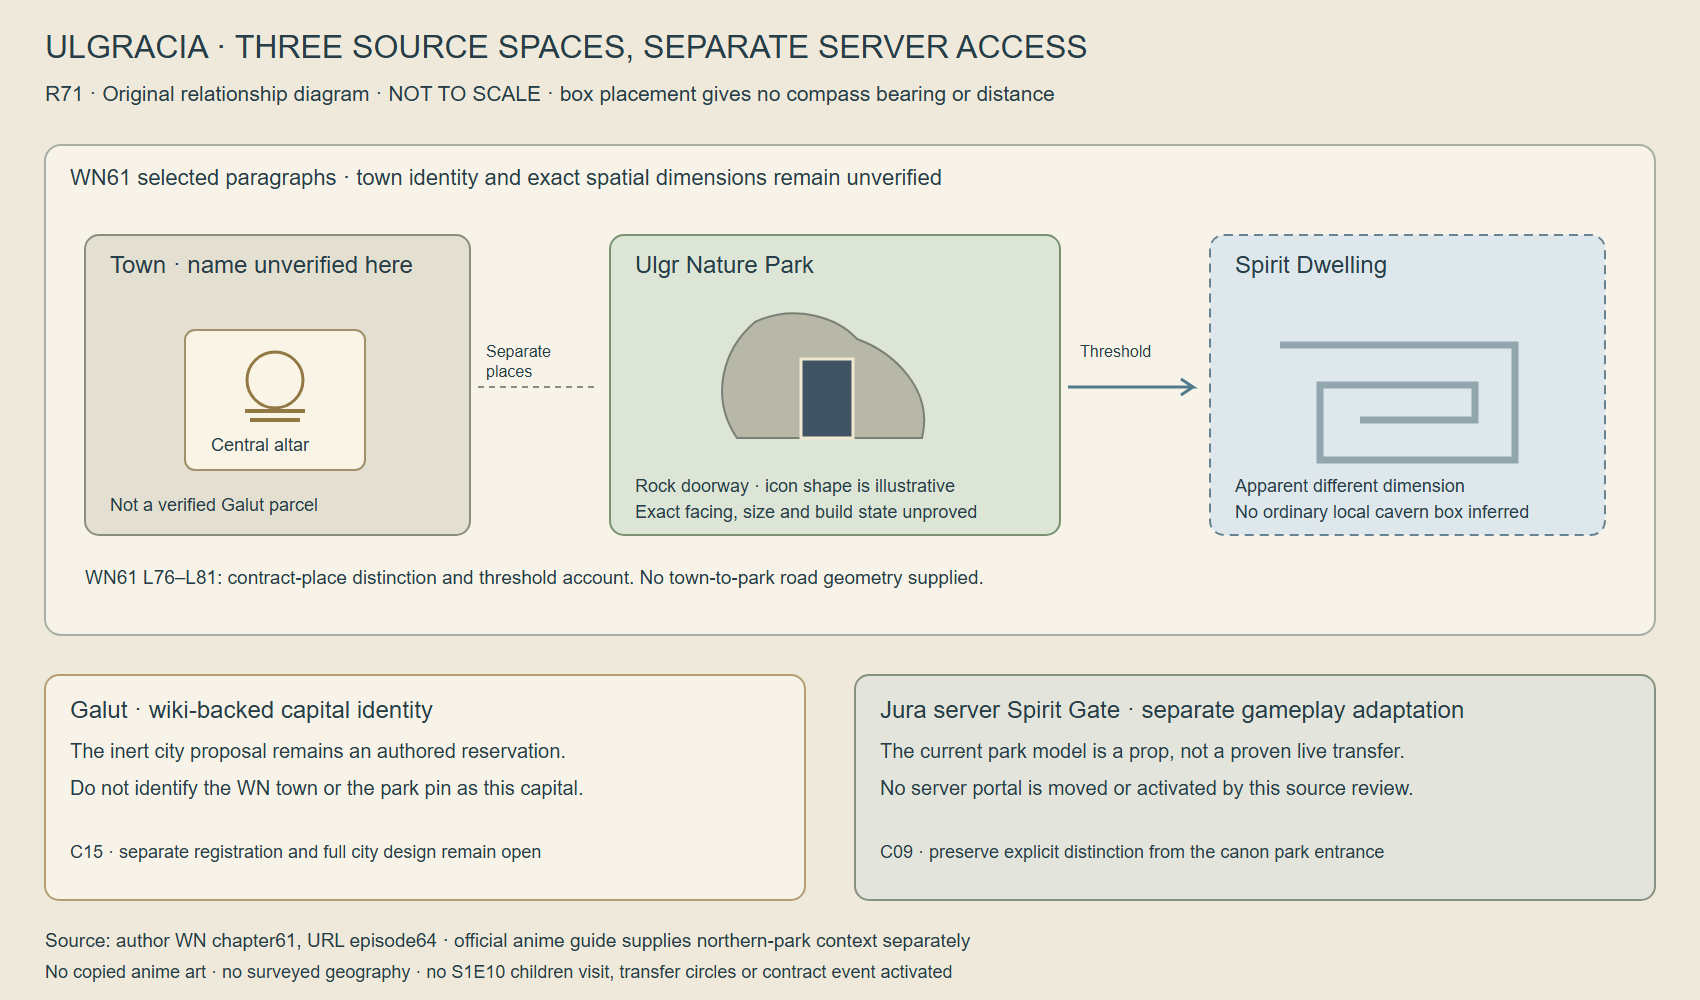 ULGRACIA · THREE SOURCE SPACES, SEPARATE SERVER ACCESS
R71 · Original relationship diagram · NOT TO SCALE · box placement gives no compass bearing or distance
WN61 selected paragraphs · town identity and exact spatial dimensions remain unverified
Town · name unverified here
Central altar
Not a verified Galut parcel
Separate
places
Ulgr Nature Park
Rock doorway · icon shape is illustrative
Exact facing, size and build state unproved
Threshold
Spirit Dwelling
Apparent different dimension
No ordinary local cavern box inferred
WN61 L76–L81: contract-place distinction and threshold account. No town-to-park road geometry supplied.
Galut · wiki-backed capital identity
The inert city proposal remains an authored reservation.
Do not identify the WN town or the park pin as this capital.
C15 · separate registration and full city design remain open
Jura server Spirit Gate · separate gameplay adaptation
The current park model is a prop, not a proven live transfer.
No server portal is moved or activated by this source review.
C09 · preserve explicit distinction from the canon park entrance
Source: author WN chapter61, URL episode64 · official anime guide supplies northern-park context separately
No copied anime art · no surveyed geography · no S1E10 children visit, transfer circles or contract event activated